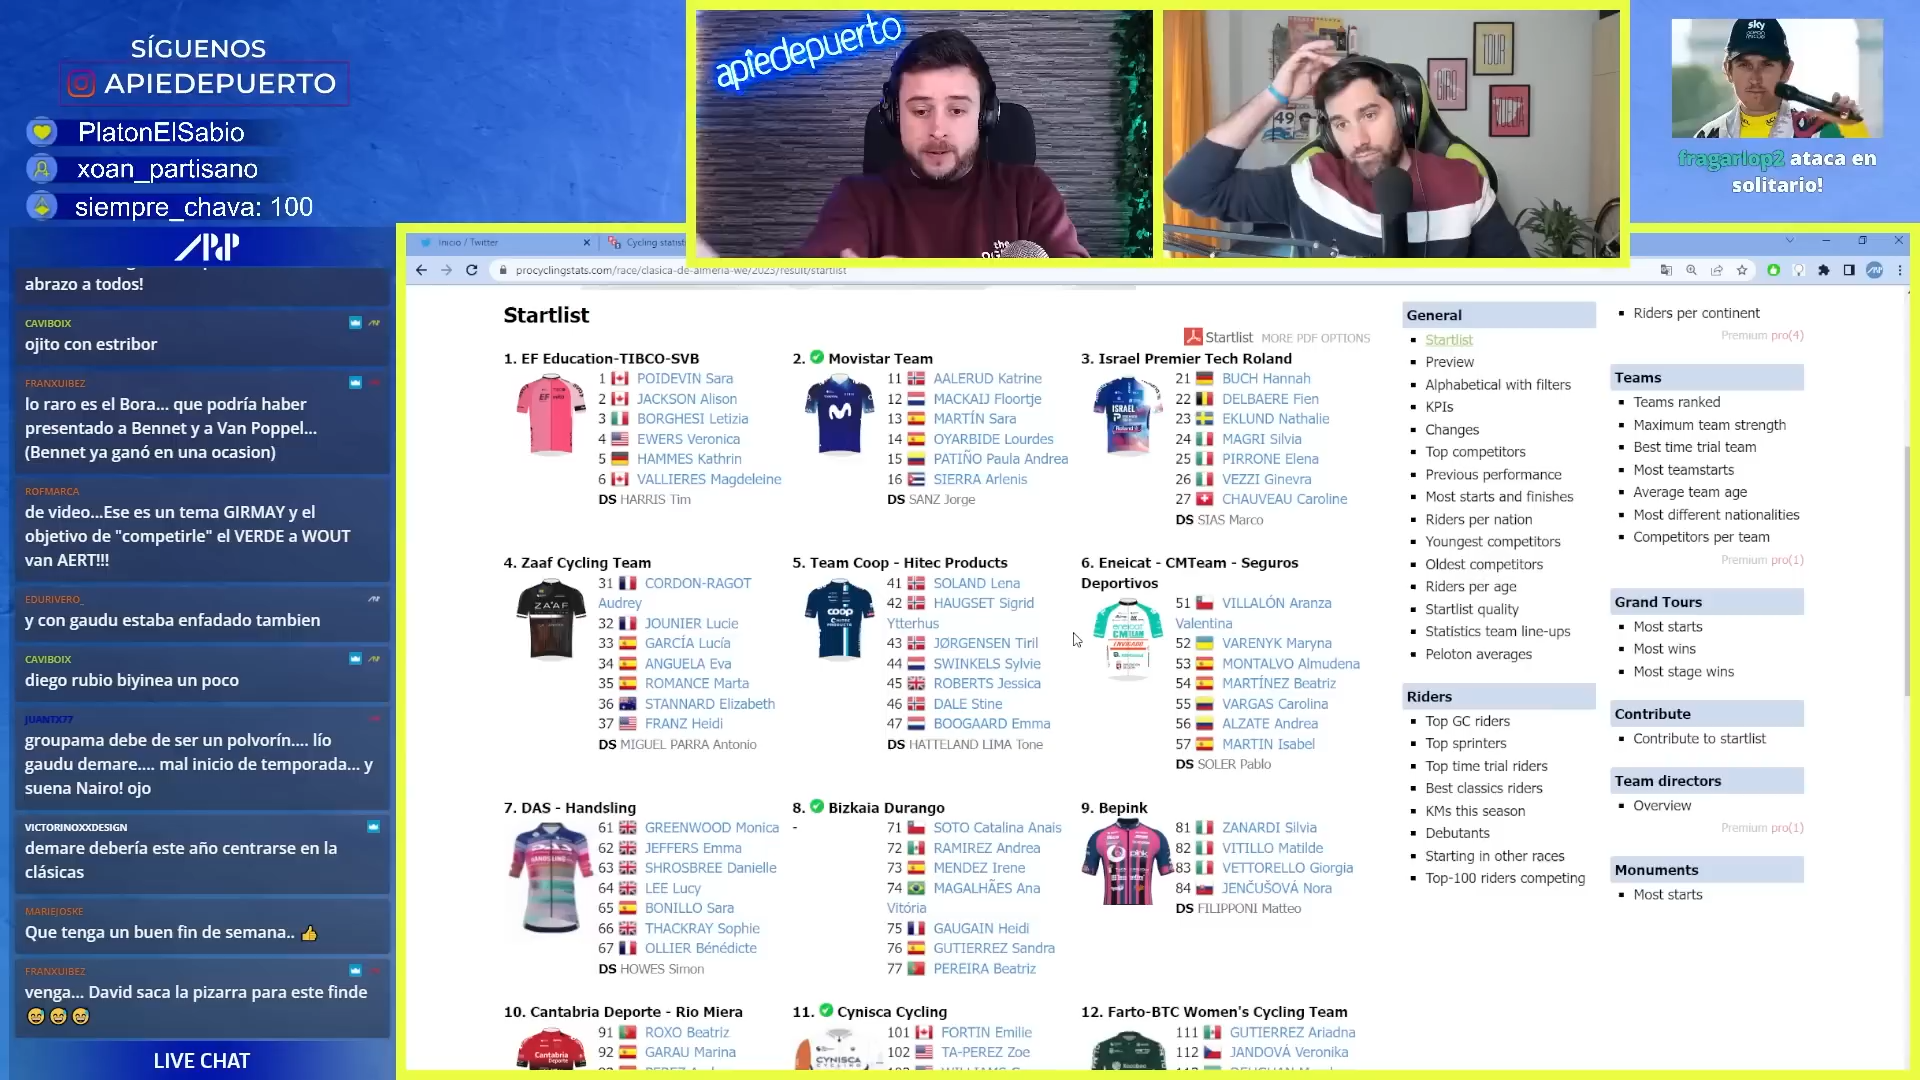 SÍGUENOS
APIEDEPUERTO
PlatonElSabio
xoan_partisano
siempre_chava: 100
abrazo a todos!
CAVIBOIX
ojito con estribor
FRANXUIBEZ
lo raro es el Bora... que podría haber
presentado a Bennet y a Van Poppel...
(Bennet ya ganó en una ocasion)
ROFMARCA
de video...Ese es un tema GIRMAY y el
objetivo de "competirle" el VERDE a WOUT
van AERT!!!
EDURIVERO_
y con gaudu estaba enfadado tambien
CAVIBOIX
diego rubio biyinea un poco
JUANTX77
groupama debe de ser un polvorín.... lío
gaudu demare.... mal inicio de temporada... y
suena Nairo! ojo
VICTORINOXXDESIGN
demare debería este año centrarse en la
clásicas
MARIEJOSKE
Que tenga un buen fin de semana.. 👍
FRANXUIBEZ
venga... David saca la pizarra para este finde
😅😅😅
LIVE CHAT
apiedepuerto
the
TOUR
GIRO
VUELTA
49
sky
fragarlop2 ataca en
solitario!
Inicio / Twitter
Cycling statist
procyclingstats.com/race/clasica-de-almeria-we/2023/result/startlist
Startlist
Startlist MORE PDF OPTIONS
1. EF Education-TIBCO-SVB
1 POIDEVIN Sara
2 JACKSON Alison
3 BORGHESI Letizia
4 EWERS Veronica
5 HAMMES Kathrin
6 VALLIERES Magdeleine
DS HARRIS Tim
2. Movistar Team
11 AALERUD Katrine
12 MACKAIJ Floortje
13 MARTÍN Sara
14 OYARBIDE Lourdes
15 PATIÑO Paula Andrea
16 SIERRA Arlenis
DS SANZ Jorge
3. Israel Premier Tech Roland
21 BUCH Hannah
22 DELBAERE Fien
23 EKLUND Nathalie
24 MAGRI Silvia
25 PIRRONE Elena
26 VEZZI Ginevra
27 CHAUVEAU Caroline
DS SIAS Marco
4. Zaaf Cycling Team
31 CORDON-RAGOT
Audrey
32 JOUNIER Lucie
33 GARCÍA Lucía
34 ANGUELA Eva
35 ROMANCE Marta
36 STANNARD Elizabeth
37 FRANZ Heidi
DS MIGUEL PARRA Antonio
5. Team Coop - Hitec Products
41 SOLAND Lena
42 HAUGSET Sigrid
Ytterhus
43 JØRGENSEN Tiril
44 SWINKELS Sylvie
45 ROBERTS Jessica
46 DALE Stine
47 BOOGAARD Emma
DS HATTELAND LIMA Tone
6. Eneicat - CMTeam - Seguros
Deportivos
51 VILLALÓN Aranza
Valentina
52 VARENYK Maryna
53 MONTALVO Almudena
54 MARTÍNEZ Beatriz
55 VARGAS Carolina
56 ALZATE Andrea
57 MARTIN Isabel
DS SOLER Pablo
7. DAS - Handsling
61 GREENWOOD Monica
62 JEFFERS Emma
63 SHROSBREE Danielle
64 LEE Lucy
65 BONILLO Sara
66 THACKRAY Sophie
67 OLLIER Bénédicte
DS HOWES Simon
8. Bizkaia Durango
-
71 SOTO Catalina Anais
72 RAMIREZ Andrea
73 MENDEZ Irene
74 MAGALHÃES Ana
Vitória
75 GAUGAIN Heidi
76 GUTIERREZ Sandra
77 PEREIRA Beatriz
9. Bepink
81 ZANARDI Silvia
82 VITILLO Matilde
83 VETTORELLO Giorgia
84 JENČUŠOVÁ Nora
DS FILIPPONI Matteo
10. Cantabria Deporte - Rio Miera
91 ROXO Beatriz
92 GARAU Marina
11. Cynisca Cycling
101 FORTIN Emilie
102 TA-PEREZ Zoe
12. Farto-BTC Women's Cycling Team
111 GUTIERREZ Ariadna
112 JANDOVÁ Veronika
General
Startlist
Preview
Alphabetical with filters
KPIs
Changes
Top competitors
Previous performance
Most starts and finishes
Riders per nation
Youngest competitors
Oldest competitors
Riders per age
Startlist quality
Statistics team line-ups
Peloton averages
Riders
Top GC riders
Top sprinters
Top time trial riders
Best classics riders
KMs this season
Debutants
Starting in other races
Top-100 riders competing
Riders per continent
Premium pro(4)
Teams
Teams ranked
Maximum team strength
Best time trial team
Most teamstarts
Average team age
Most different nationalities
Competitors per team
Premium pro(1)
Grand Tours
Most starts
Most wins
Most stage wins
Contribute
Contribute to startlist
Team directors
Overview
Premium pro(1)
Monuments
Most starts